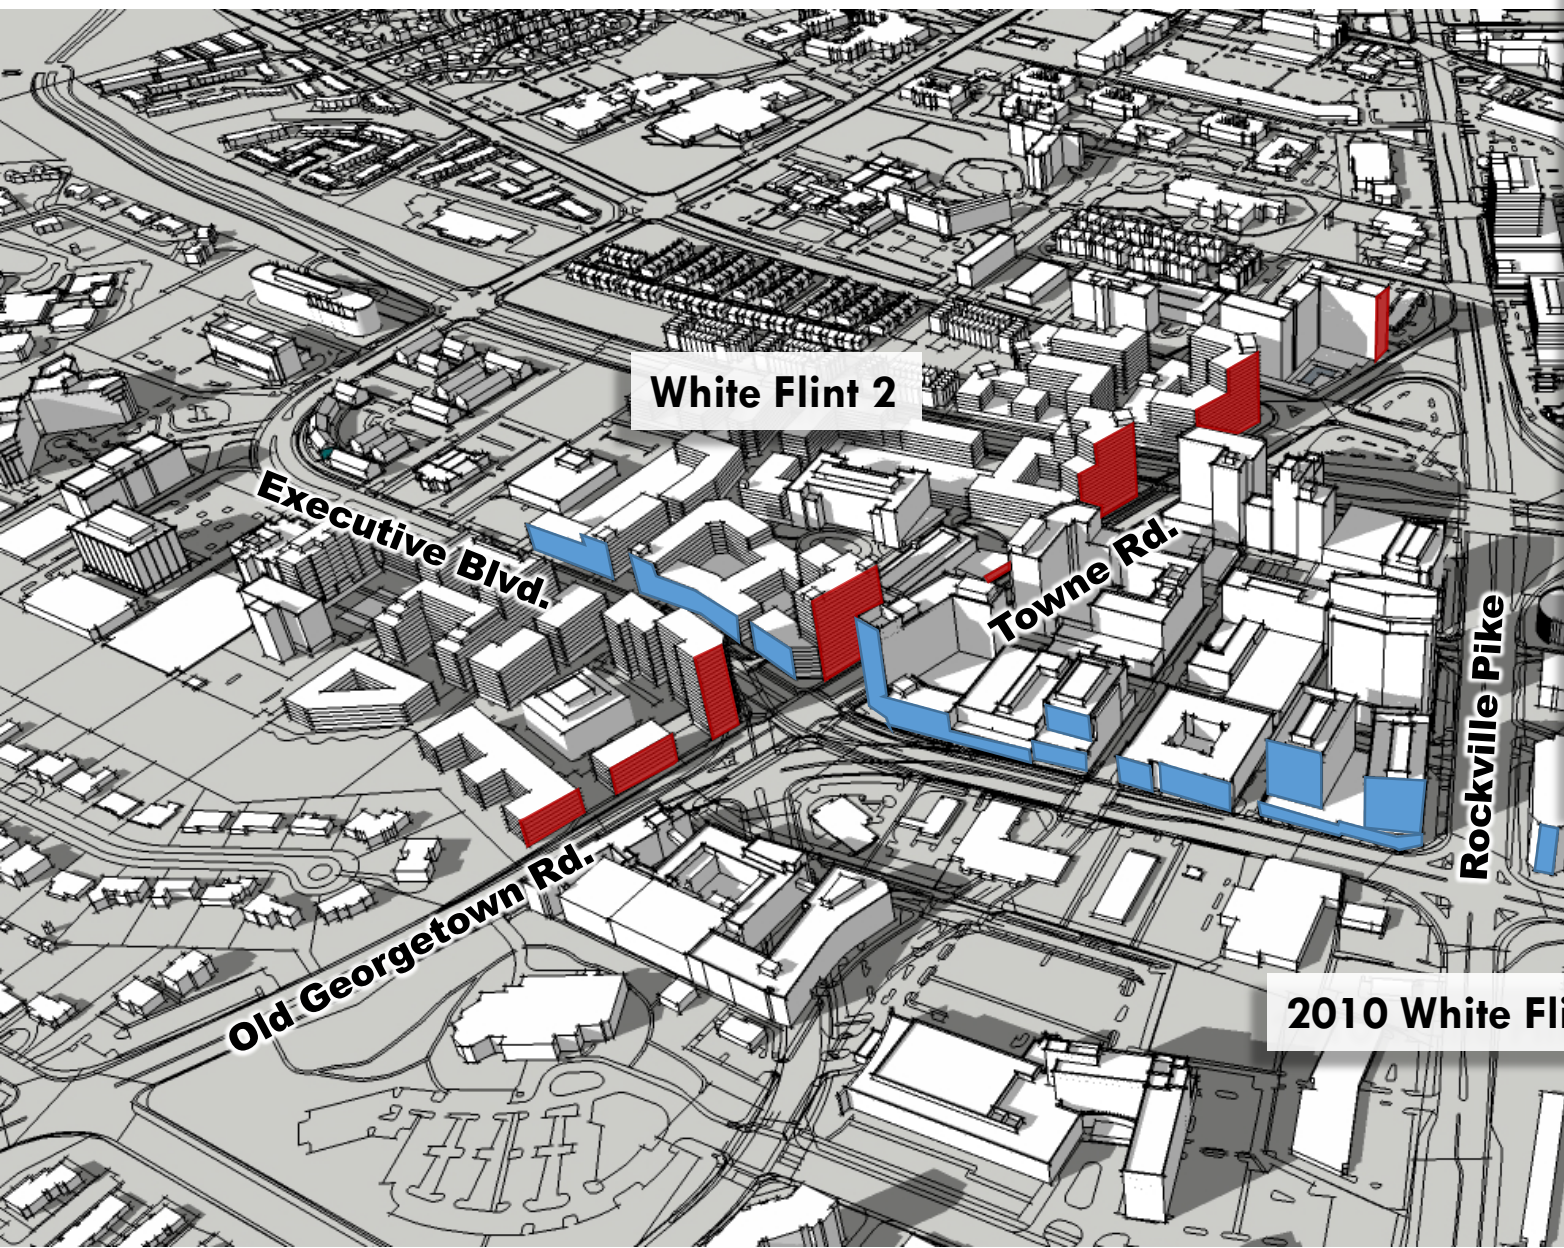 White Flint 2
Executive Blvd.
Towne Rd.
Rockville Pike
Old Georgetown Rd.
2010 White Fli